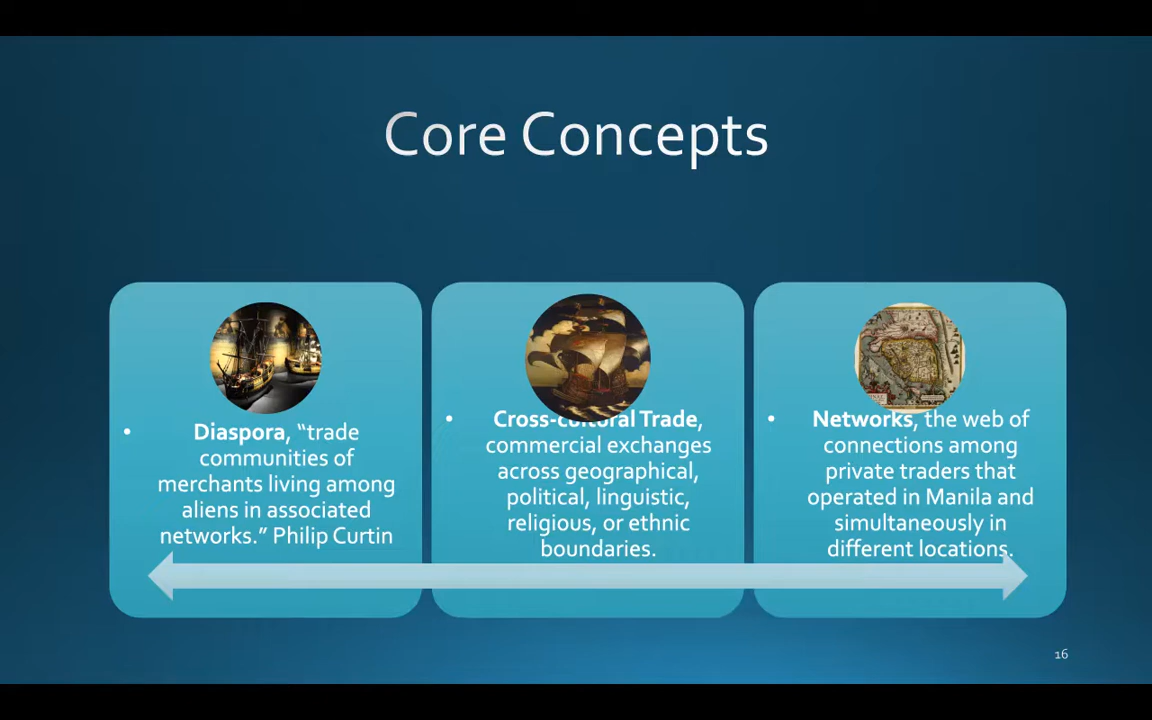 Core Concepts
• Diaspora, “trade
communities of
merchants living among
aliens in associated
networks.” Philip Curtin
• Cross-cultural Trade,
commercial exchanges
across geographical,
political, linguistic,
religious, or ethnic
boundaries.
• Networks, the web of
connections among
private traders that
operated in Manila and
simultaneously in
different locations.
16